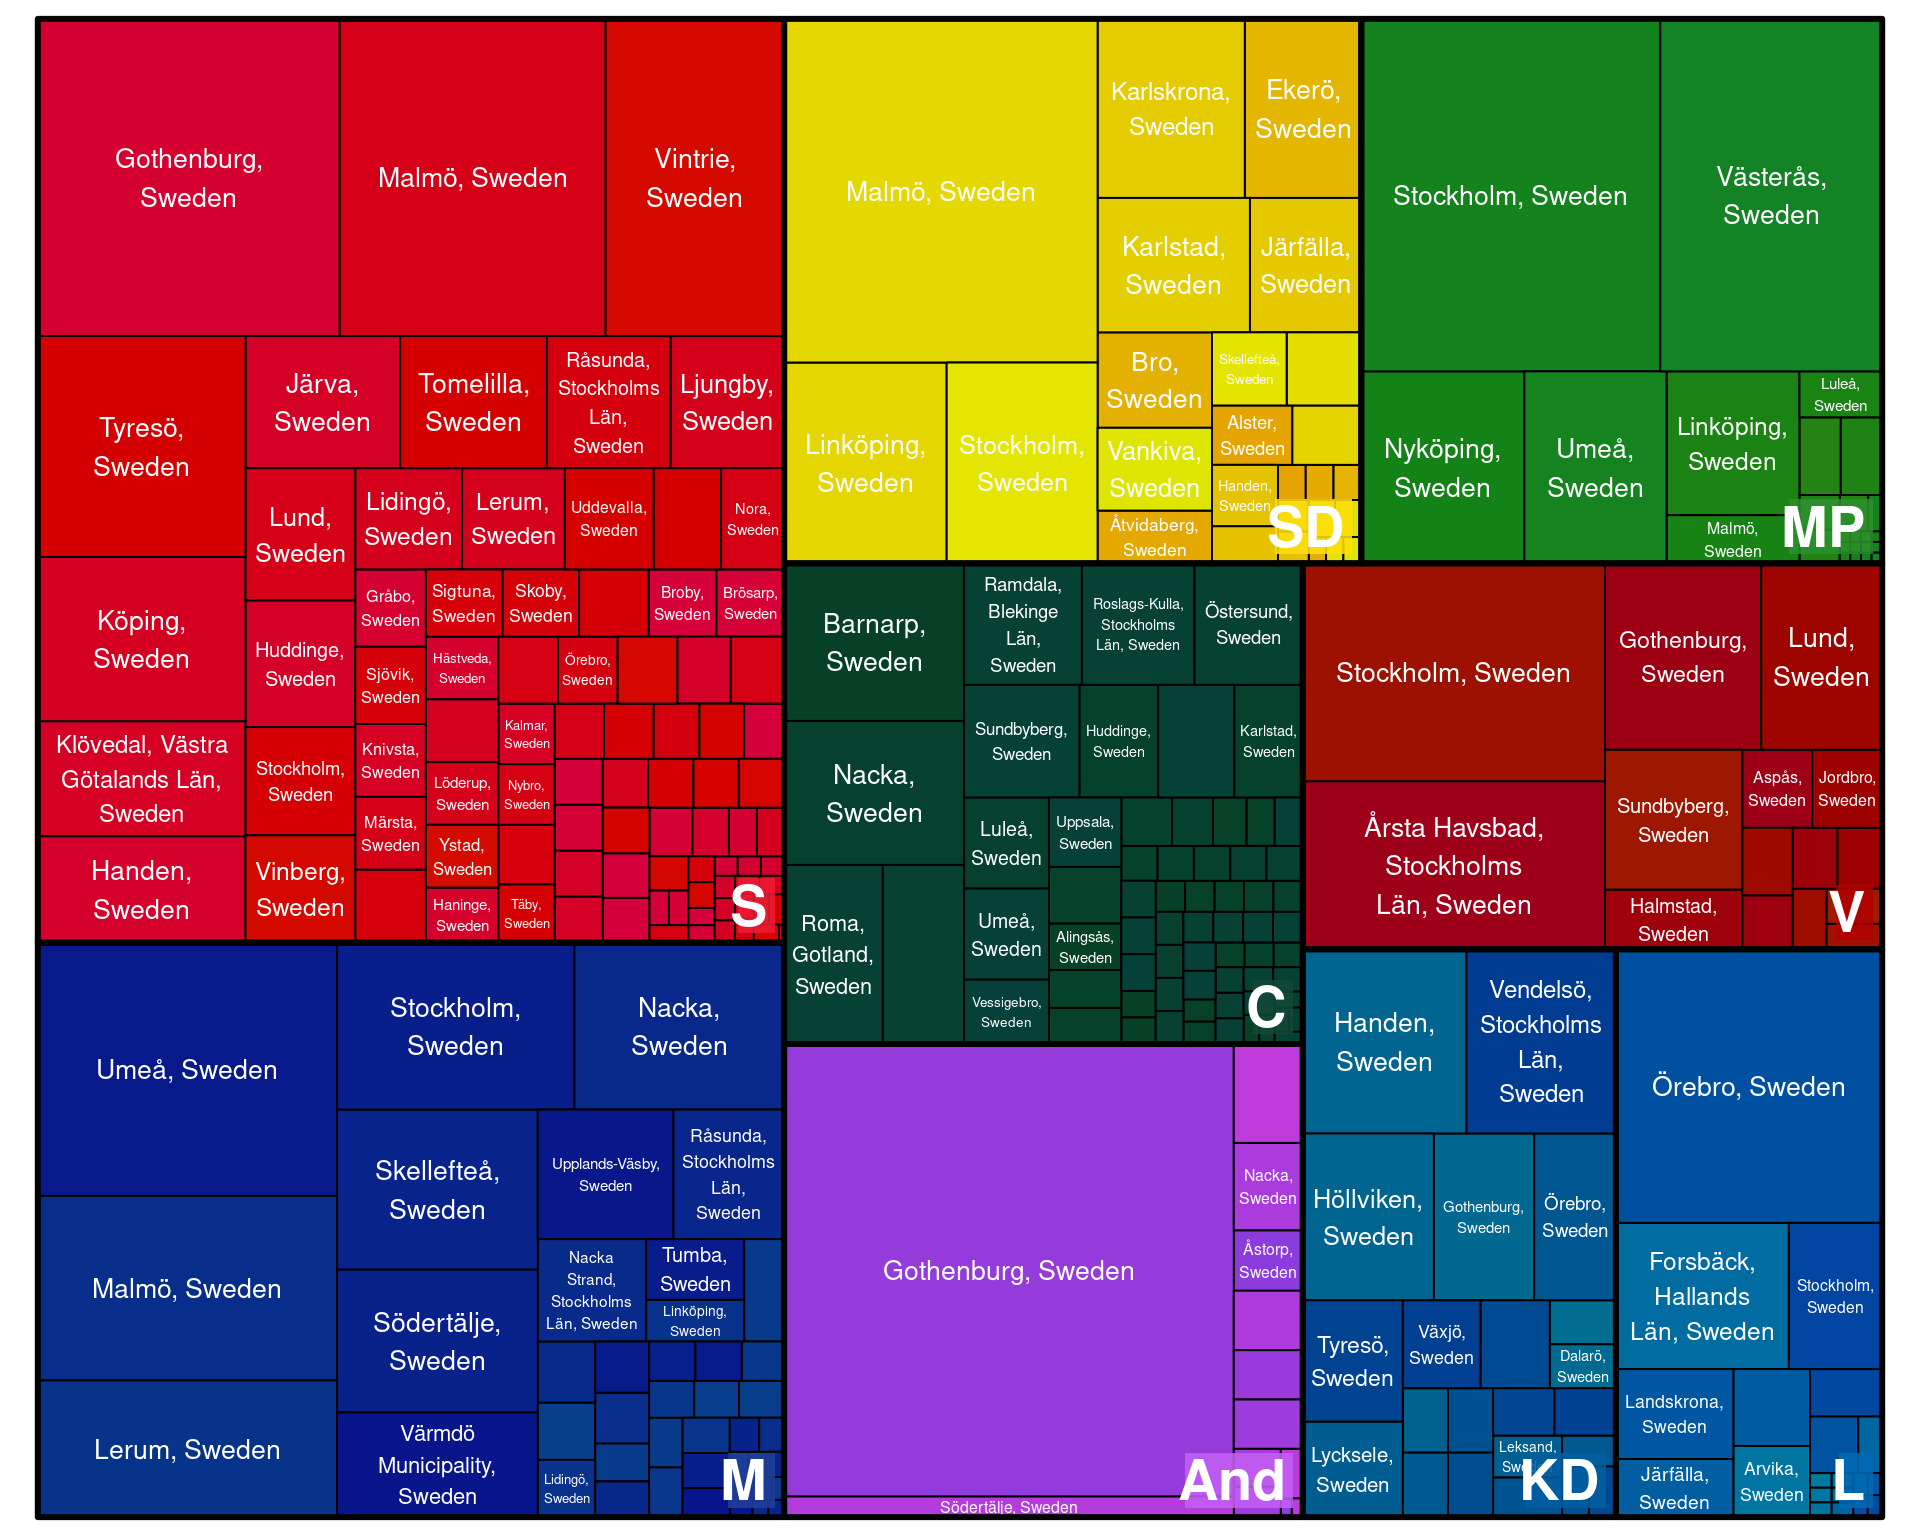 Gothenburg,
Sweden
Malmö, Sweden
Vintrie,
Sweden
Tyresö,
Sweden
Järva,
Sweden
Tomelilla,
Sweden
Råsunda,
Stockholms
Län,
Sweden
Ljungby,
Sweden
Lund,
Sweden
Lidingö,
Sweden
Lerum,
Sweden
Uddevalla,
Sweden
Nora,
Sweden
Köping,
Sweden
Huddinge,
Sweden
Gråbo,
Sweden
Sigtuna,
Sweden
Skoby,
Sweden
Broby,
Sweden
Brösarp,
Sweden
Sjövik,
Sweden
Hästveda,
Sweden
Örebro,
Sweden
Klövedal, Västra
Götalands Län,
Sweden
Stockholm,
Sweden
Knivsta,
Sweden
Kalmar,
Sweden
Löderup,
Sweden
Nybro,
Sweden
Märsta,
Sweden
Handen,
Sweden
Vinberg,
Sweden
Ystad,
Sweden
Haninge,
Sweden
Täby,
Sweden
S
Malmö, Sweden
Karlskrona,
Sweden
Ekerö,
Sweden
Karlstad,
Sweden
Järfälla,
Sweden
Linköping,
Sweden
Stockholm,
Sweden
Bro,
Sweden
Skellefteå,
Sweden
Vankiva,
Sweden
Alster,
Sweden
Handen,
Sweden
Åtvidaberg,
Sweden
SD
Stockholm, Sweden
Västerås,
Sweden
Nyköping,
Sweden
Umeå,
Sweden
Linköping,
Sweden
Luleå,
Sweden
Malmö,
Sweden
MP
Barnarp,
Sweden
Ramdala,
Blekinge
Län,
Sweden
Roslags-Kulla,
Stockholms
Län, Sweden
Östersund,
Sweden
Nacka,
Sweden
Sundbyberg,
Sweden
Huddinge,
Sweden
Karlstad,
Sweden
Roma,
Gotland,
Sweden
Luleå,
Sweden
Uppsala,
Sweden
Umeå,
Sweden
Alingsås,
Sweden
Vessigebro,
Sweden
C
Stockholm, Sweden
Gothenburg,
Sweden
Lund,
Sweden
Årsta Havsbad,
Stockholms
Län, Sweden
Sundbyberg,
Sweden
Aspås,
Sweden
Jordbro,
Sweden
Halmstad,
Sweden
V
Umeå, Sweden
Stockholm,
Sweden
Nacka,
Sweden
Malmö, Sweden
Skellefteå,
Sweden
Upplands-Väsby,
Sweden
Råsunda,
Stockholms
Län,
Sweden
Södertälje,
Sweden
Nacka
Strand,
Stockholms
Län, Sweden
Tumba,
Sweden
Linköping,
Sweden
Lerum, Sweden
Värmdö
Municipality,
Sweden
Lidingö,
Sweden
M
Gothenburg, Sweden
Nacka,
Sweden
Åstorp,
Sweden
Södertälje, Sweden
And
Handen,
Sweden
Vendelsö,
Stockholms
Län,
Sweden
Höllviken,
Sweden
Gothenburg,
Sweden
Örebro,
Sweden
Tyresö,
Sweden
Växjö,
Sweden
Dalarö,
Sweden
Lycksele,
Sweden
Leksand,
KD
Örebro, Sweden
Forsbäck,
Hallands
Län, Sweden
Stockholm,
Sweden
Landskrona,
Sweden
Järfälla,
Sweden
Arvika,
Sweden
L